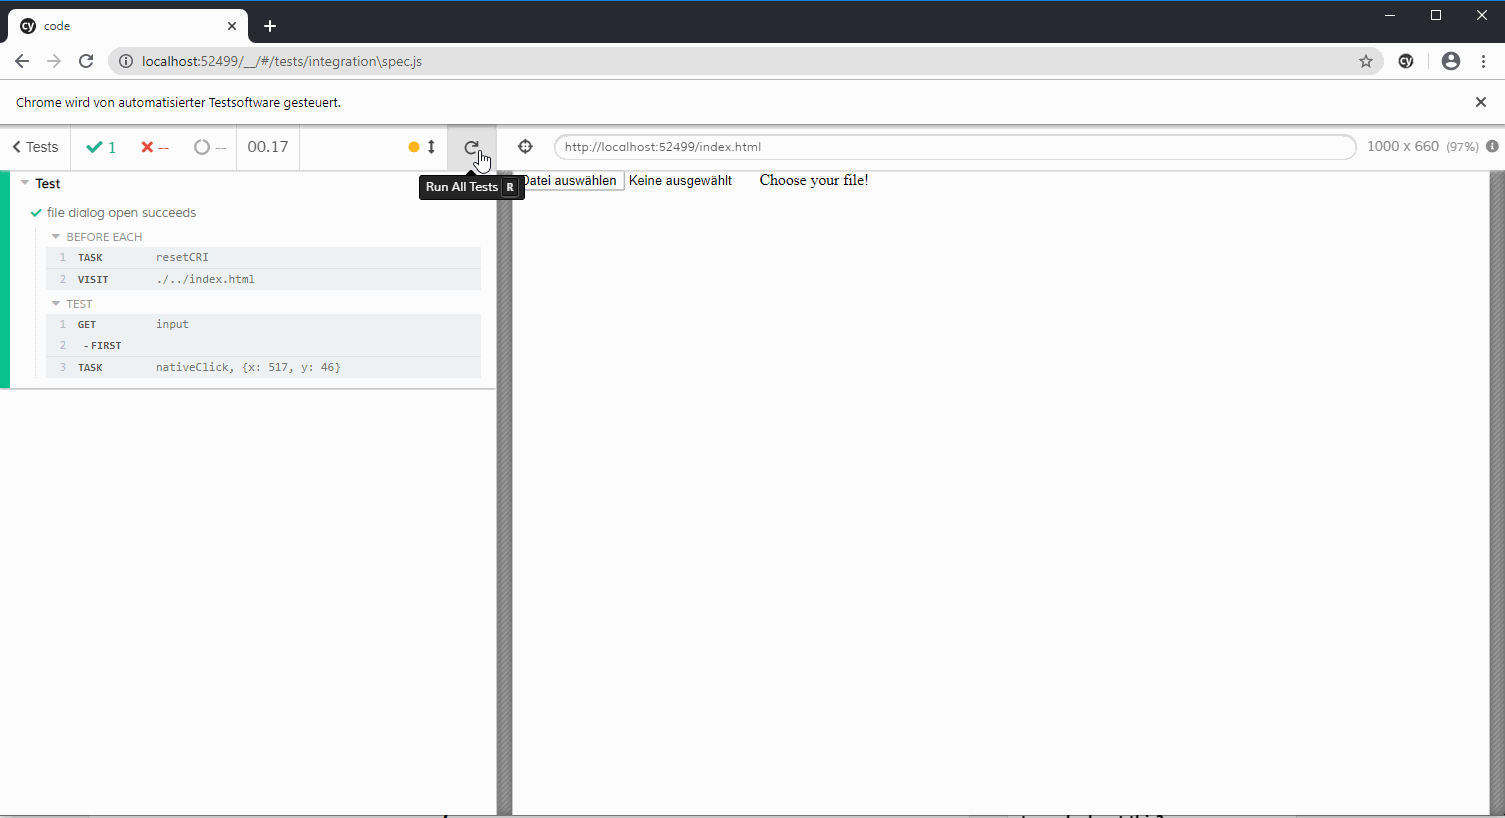 code
localhost:52499/__/#/tests/integration\spec.js
Chrome wird von automatisierter Testsoftware gesteuert.
Tests
1
--
--
00.17
http://localhost:52499/index.html
1000 x 660 (97%)
Run All Tests R
Test
Datei auswählen Keine ausgewählt Choose your file!
file dialog open succeeds
BEFORE EACH
1 TASK resetCRI
2 VISIT ./../index.html
TEST
1 GET input
2 - FIRST
3 TASK nativeClick, {x: 517, y: 46}